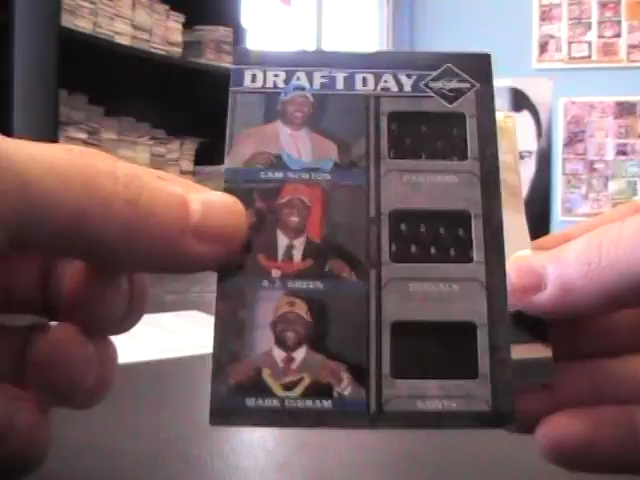 DRAFT DAY
CAM NEWTON
PANTHERS
A.J. GREEN
BENGALS
MARK INGRAM
SAINTS